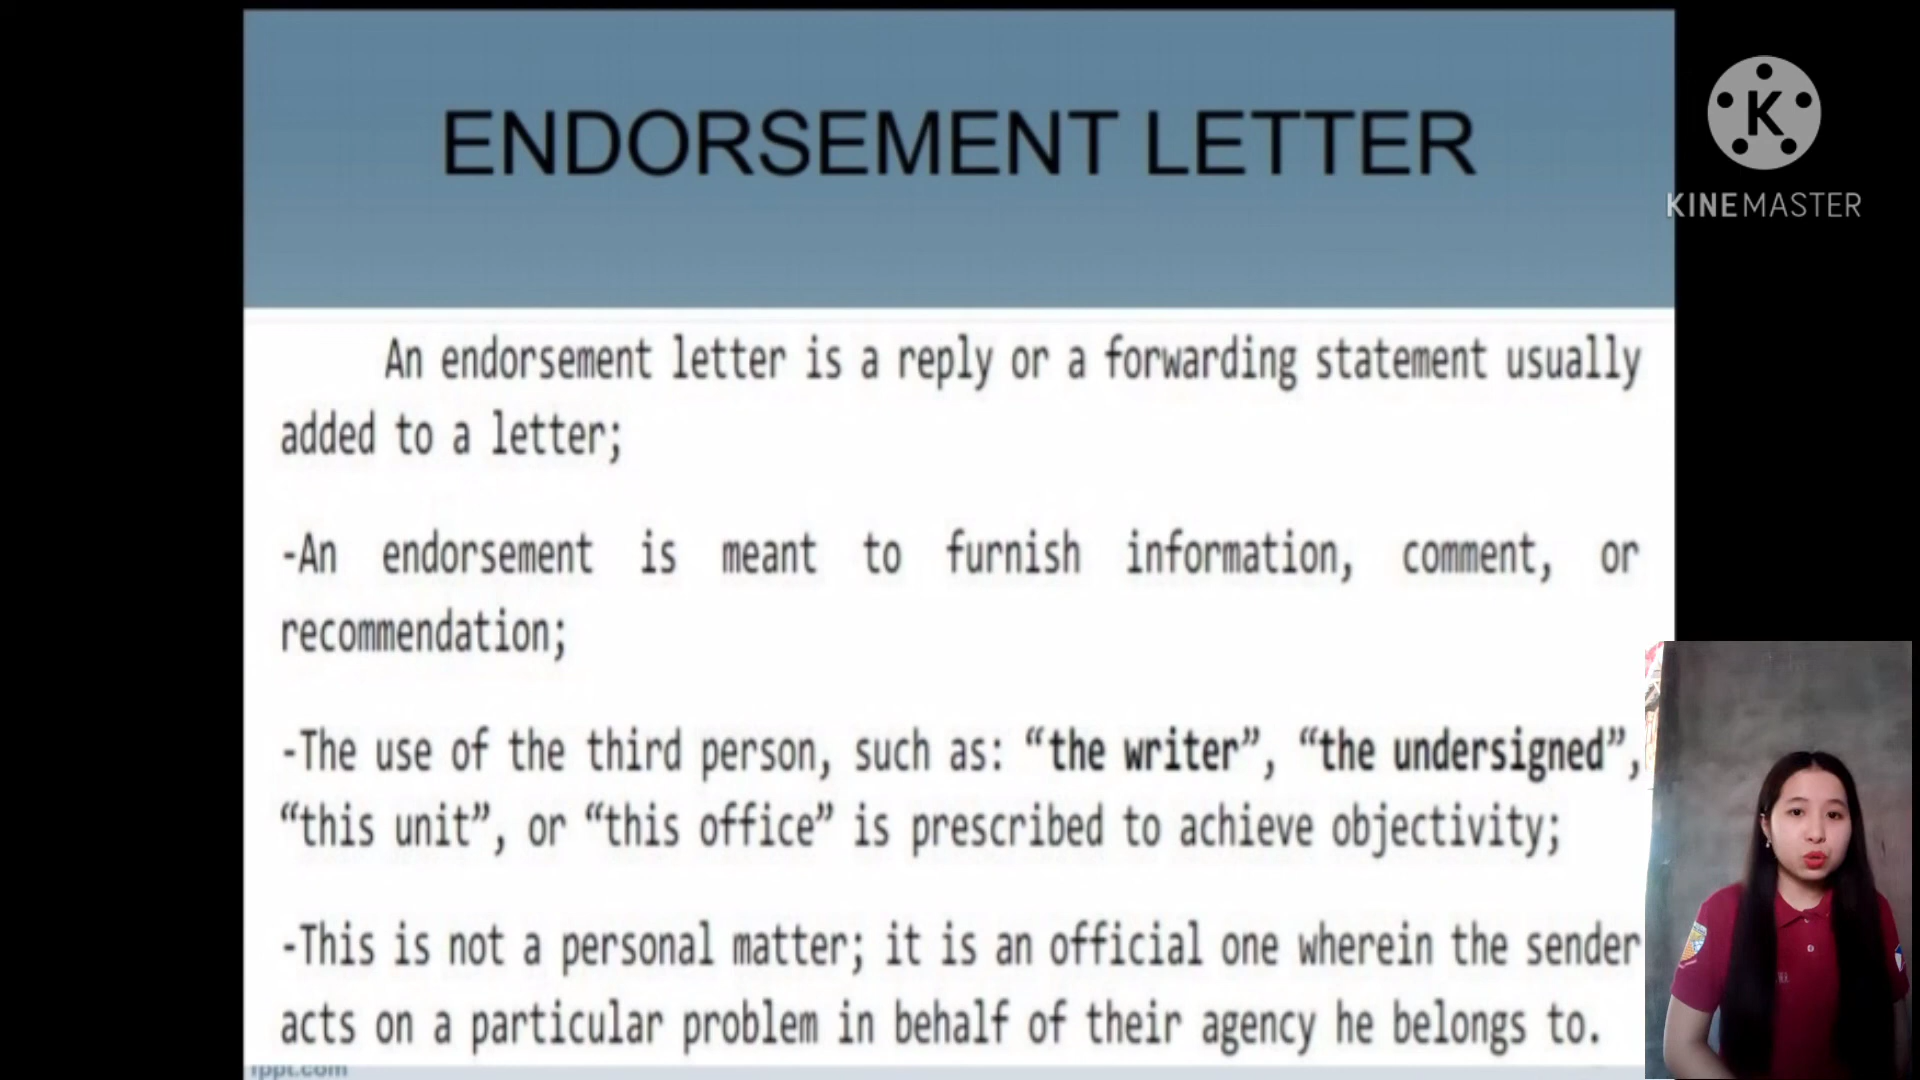 ENDORSEMENT LETTER
K
KINEMASTER
An endorsement letter is a reply or a forwarding statement usually
added to a letter;
-An endorsement is meant to furnish information, comment, or
recommendation;
-The use of the third person, such as: “the writer”, “the undersigned”,
“this unit”, or “this office” is prescribed to achieve objectivity;
-This is not a personal matter; it is an official one wherein the sender
acts on a particular problem in behalf of their agency he belongs to.
fppt.com